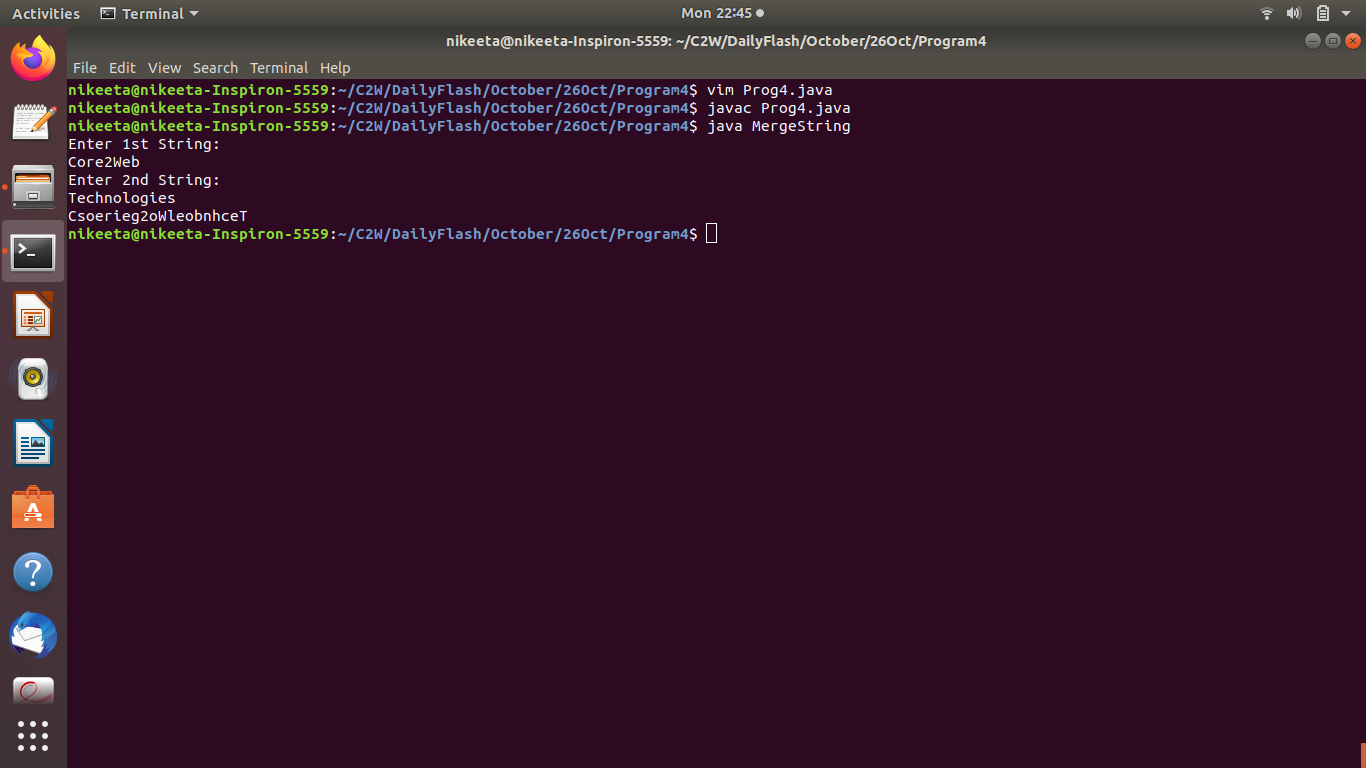 Activities Terminal Mon 22:45
nikeeta@nikeeta-Inspiron-5559: ~/C2W/DailyFlash/October/26Oct/Program4
File Edit View Search Terminal Help
nikeeta@nikeeta-Inspiron-5559:~/C2W/DailyFlash/October/26Oct/Program4$ vim Prog4.java
nikeeta@nikeeta-Inspiron-5559:~/C2W/DailyFlash/October/26Oct/Program4$ javac Prog4.java
nikeeta@nikeeta-Inspiron-5559:~/C2W/DailyFlash/October/26Oct/Program4$ java MergeString
Enter 1st String:
Core2Web
Enter 2nd String:
Technologies
Csoerieg2oWleobnhceT
nikeeta@nikeeta-Inspiron-5559:~/C2W/DailyFlash/October/26Oct/Program4$